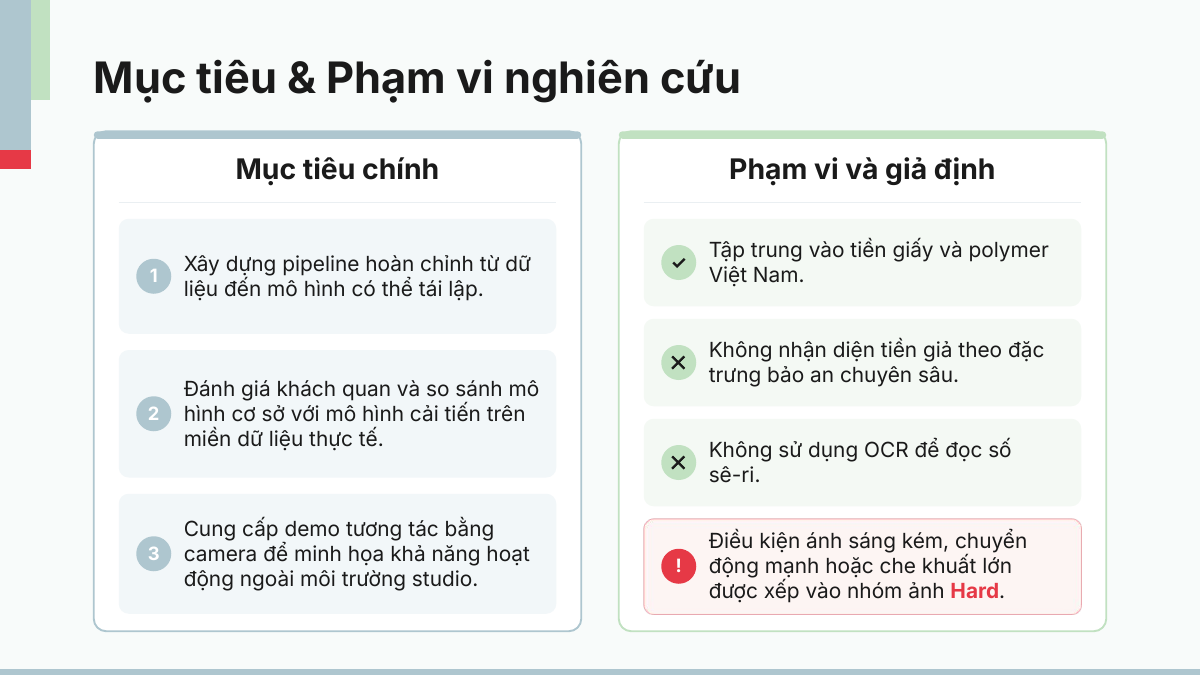 Mục tiêu & Phạm vi nghiên cứu
Mục tiêu chính
1
Xây dựng pipeline hoàn chỉnh từ dữ
liệu đến mô hình có thể tái lập.
2
Đánh giá khách quan và so sánh mô
hình cơ sở với mô hình cải tiến trên
miền dữ liệu thực tế.
3
Cung cấp demo tương tác bằng
camera để minh họa khả năng hoạt
động ngoài môi trường studio.
Phạm vi và giả định
Tập trung vào tiền giấy và polymer
Việt Nam.
Không nhận diện tiền giả theo đặc
trưng bảo an chuyên sâu.
Không sử dụng OCR để đọc số
sê-ri.
!
Điều kiện ánh sáng kém, chuyển
động mạnh hoặc che khuất lớn
được xếp vào nhóm ảnh Hard.